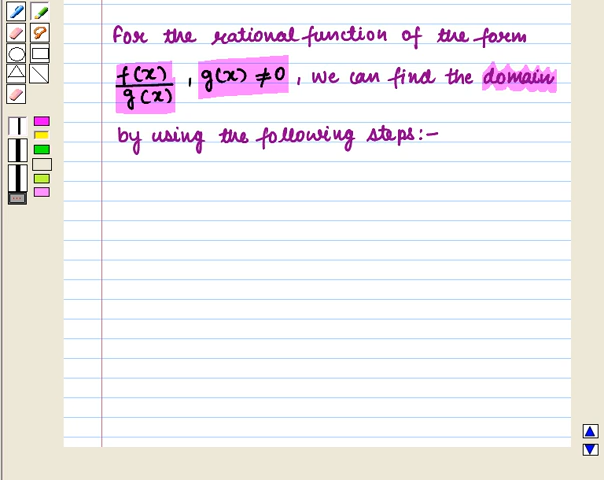 For the rational function of the form
f(x)/g(x) , g(x) ≠ 0 , we can find the domain
by using the following steps:-